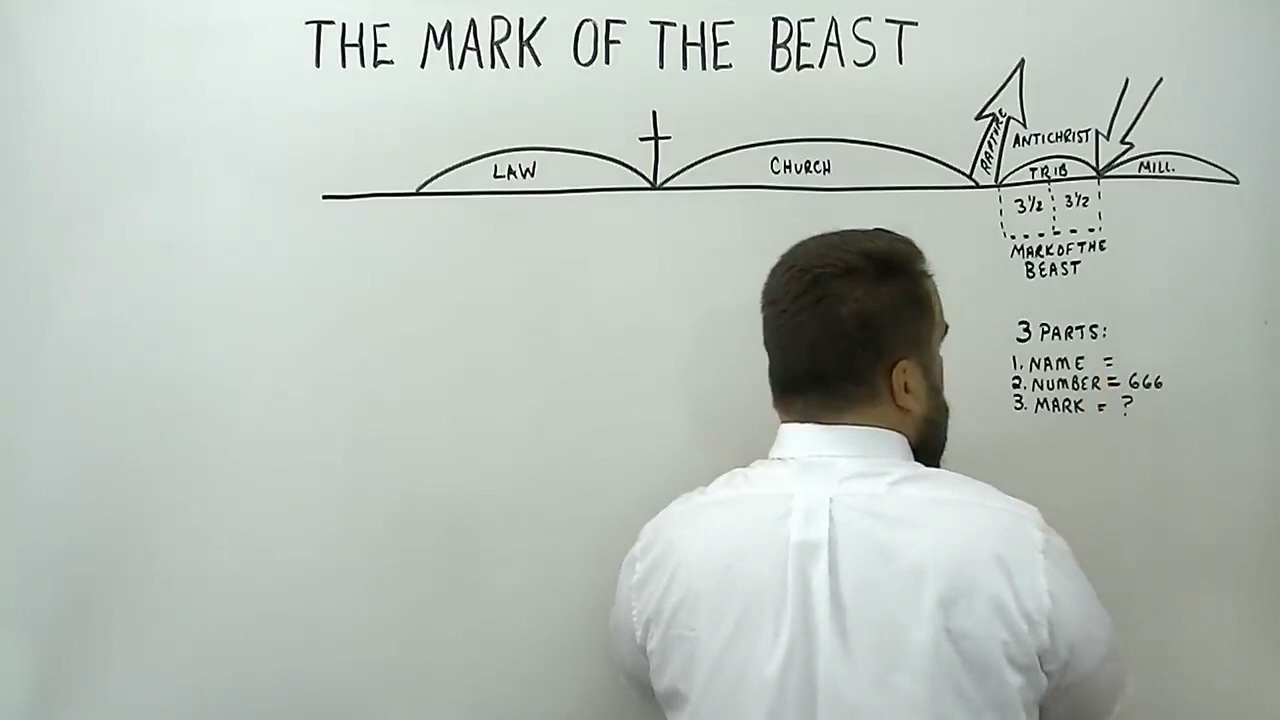 THE MARK OF THE BEAST
LAW
CHURCH
RAPTURE
ANTICHRIST
TRIB
MILL.
3½ 3½
MARK OF THE
BEAST
3 PARTS:
1. NAME =
2. NUMBER = 666
3. MARK = ?